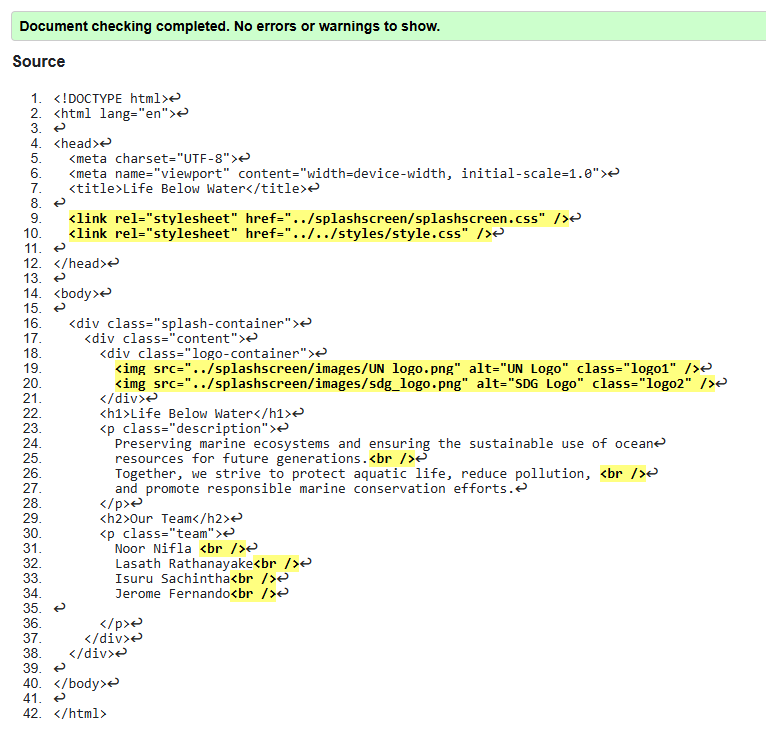 Document checking completed. No errors or warnings to show.
Source
1. <!DOCTYPE html>↩
2. <html lang="en">↩
3. ↩
4. <head>↩
5.   <meta charset="UTF-8">↩
6.   <meta name="viewport" content="width=device-width, initial-scale=1.0">↩
7.   <title>Life Below Water</title>↩
8. ↩
9.   <link rel="stylesheet" href="../splashscreen/splashscreen.css" />↩
10.   <link rel="stylesheet" href="../../styles/style.css" />↩
11. ↩
12. </head>↩
13. ↩
14. <body>↩
15. ↩
16.   <div class="splash-container">↩
17.     <div class="content">↩
18.       <div class="logo-container">↩
19.         <img src="../splashscreen/images/UN_logo.png" alt="UN Logo" class="logo1" />↩
20.         <img src="../splashscreen/images/sdg_logo.png" alt="SDG Logo" class="logo2" />↩
21.       </div>↩
22.       <h1>Life Below Water</h1>↩
23.       <p class="description">↩
24.         Preserving marine ecosystems and ensuring the sustainable use of ocean↩
25.         resources for future generations.<br />↩
26.         Together, we strive to protect aquatic life, reduce pollution, <br />↩
27.         and promote responsible marine conservation efforts.↩
28.       </p>↩
29.       <h2>Our Team</h2>↩
30.       <p class="team">↩
31.         Noor Nifla <br />↩
32.         Lasath Rathanayake<br />↩
33.         Isuru Sachintha<br />↩
34.         Jerome Fernando<br />↩
35. ↩
36.       </p>↩
37.     </div>↩
38.   </div>↩
39. ↩
40. </body>↩
41. ↩
42. </html>